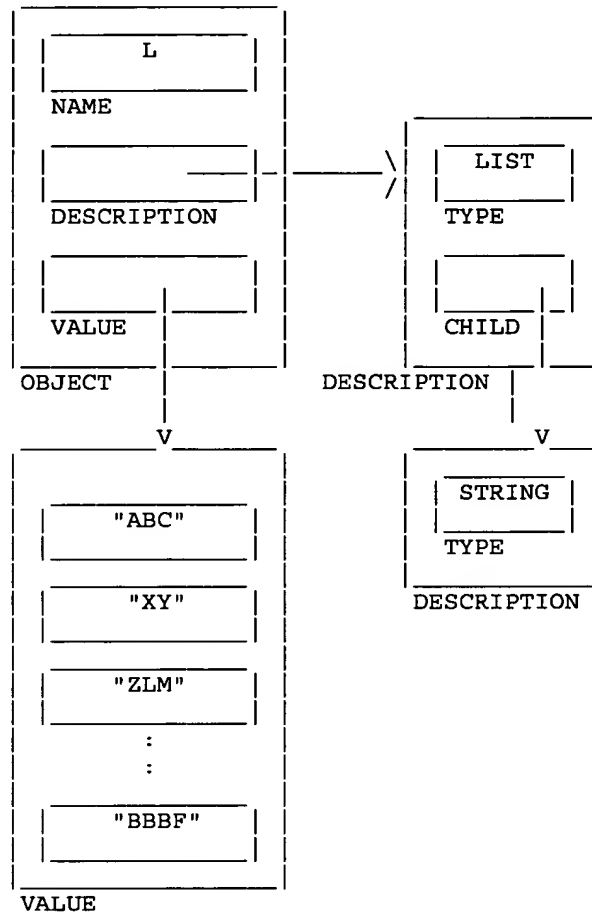 L
NAME
LIST
DESCRIPTION
TYPE
VALUE
CHILD
OBJECT
DESCRIPTION
V
V
"ABC"
STRING
TYPE
"XY"
DESCRIPTION
"ZLM"
:
:
"BBBF"
VALUE